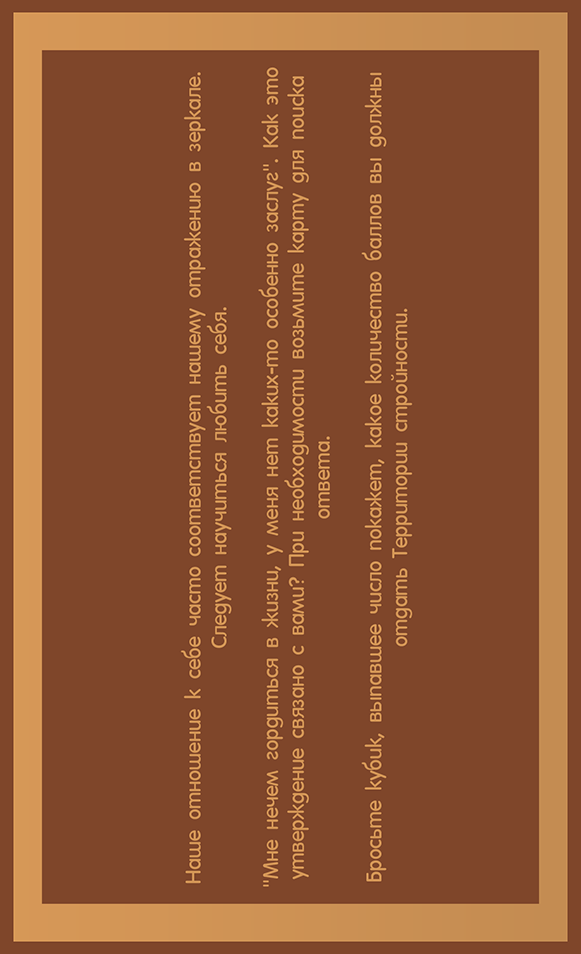 Наше отношение к себе часто соответствует нашему отражению в зеркале.
Следует научиться любить себя.
"Мне нечем гордиться в жизни, у меня нет каких-то особенно заслуг". Как это
утверждение связано с вами? При необходимости возьмите карту для поиска
ответа.
Бросьте кубик, выпавшее число покажет, какое количество баллов вы должны
отдать Территории стройности.